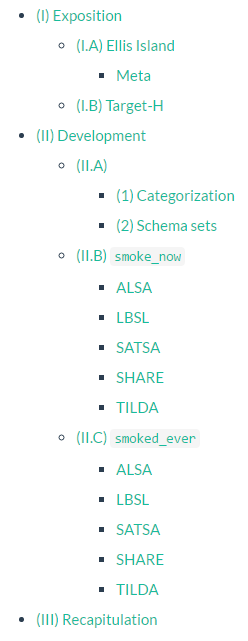 (I) Exposition
(I.A) Ellis Island
Meta
(I.B) Target-H
(II) Development
(II.A)
(1) Categorization
(2) Schema sets
(II.B) smoke_now
ALSA
LBSL
SATSA
SHARE
TILDA
(II.C) smoked_ever
ALSA
LBSL
SATSA
SHARE
TILDA
(III) Recapitulation